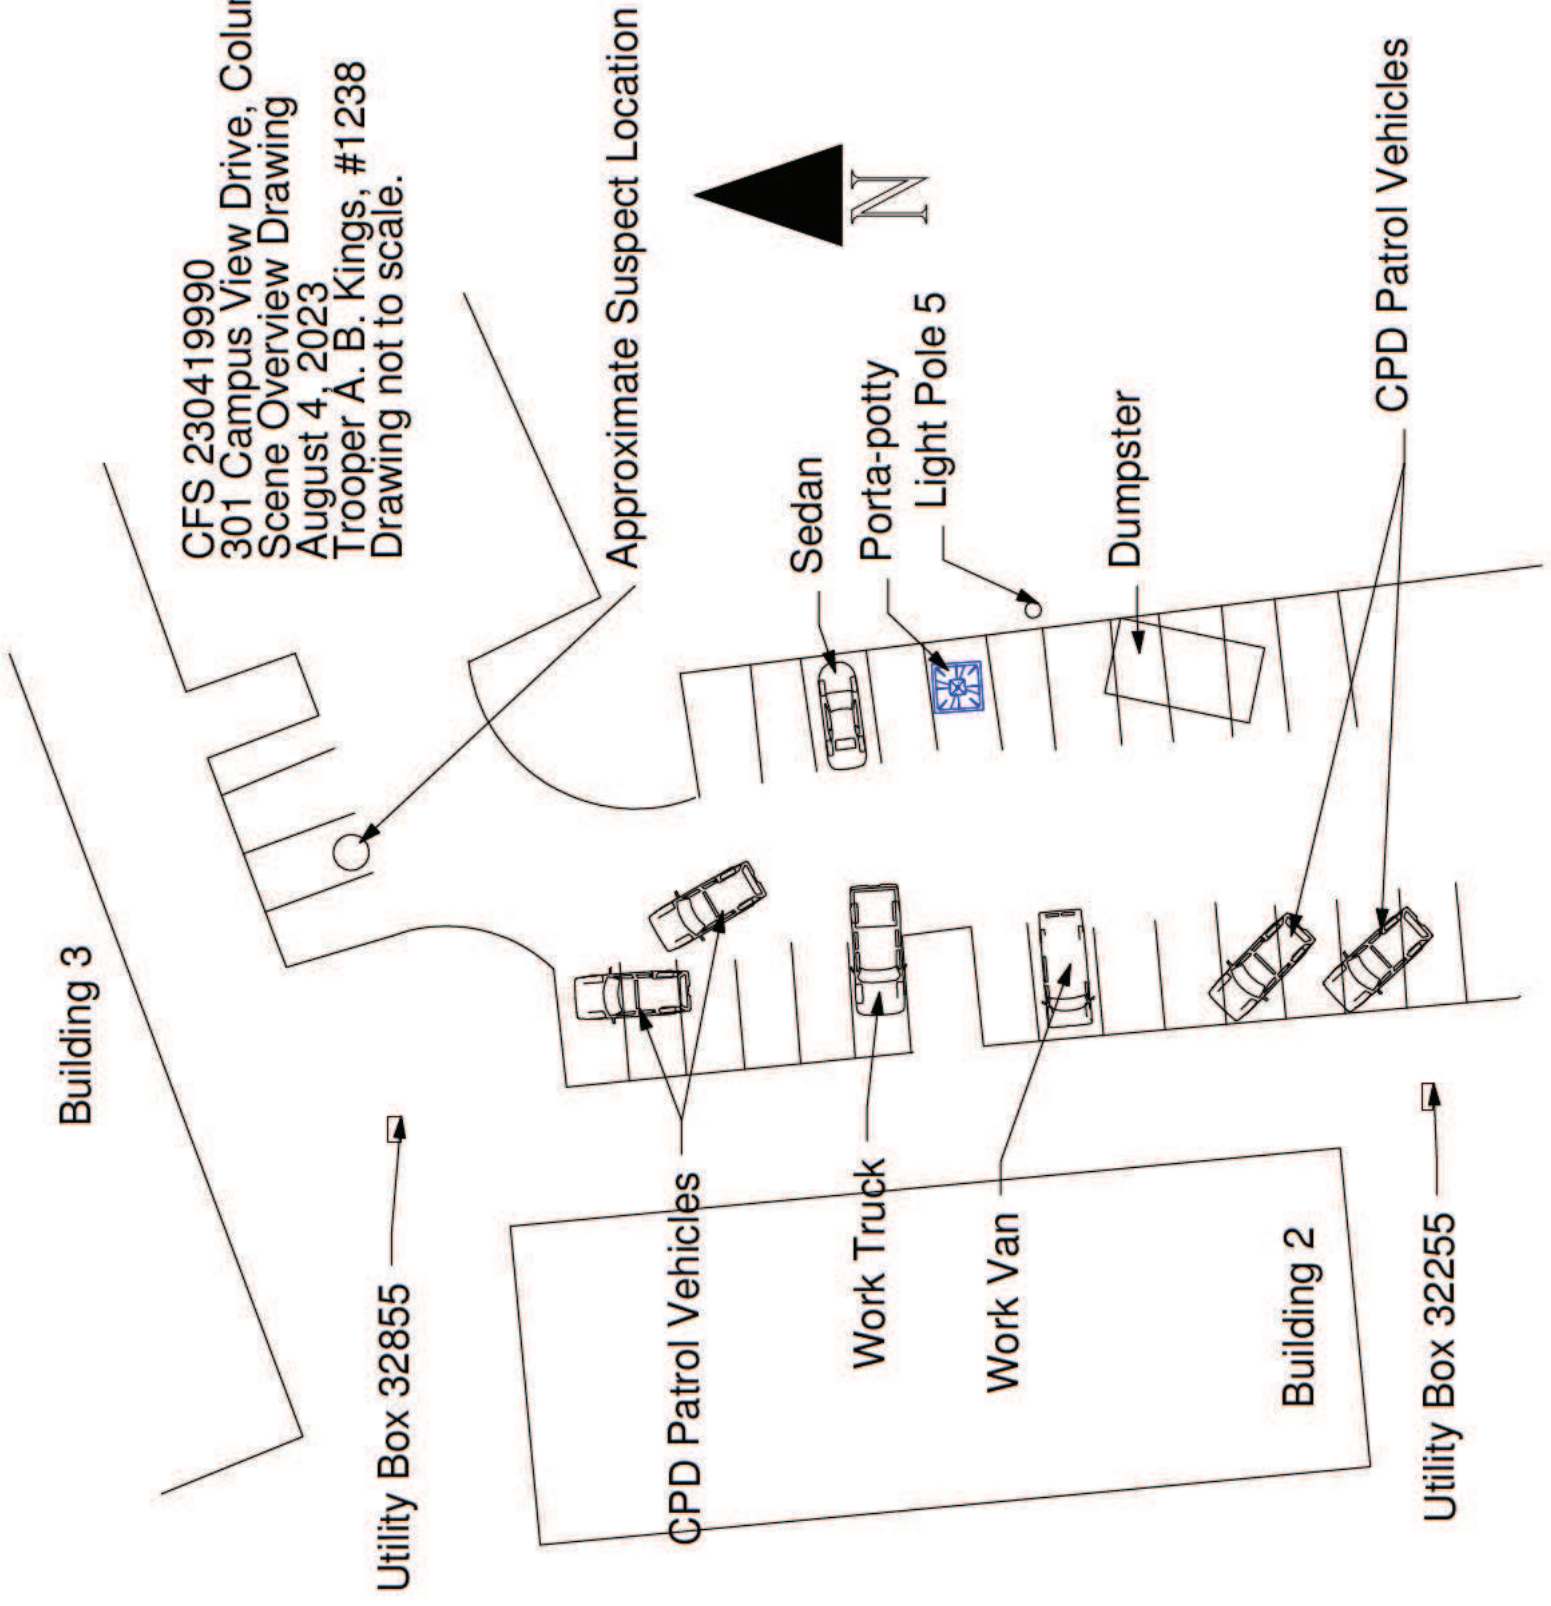 CFS 230419990
301 Campus View Drive, Colu
Scene Overview Drawing
August 4, 2023
Trooper A. B. Kings, #1238
Drawing not to scale.
Building 3
Approximate Suspect Location
Utility Box 32855
CPD Patrol Vehicles
Sedan
Porta-potty
Light Pole 5
N
Work Truck
Work Van
Dumpster
Building 2
CPD Patrol Vehicles
Utility Box 32255